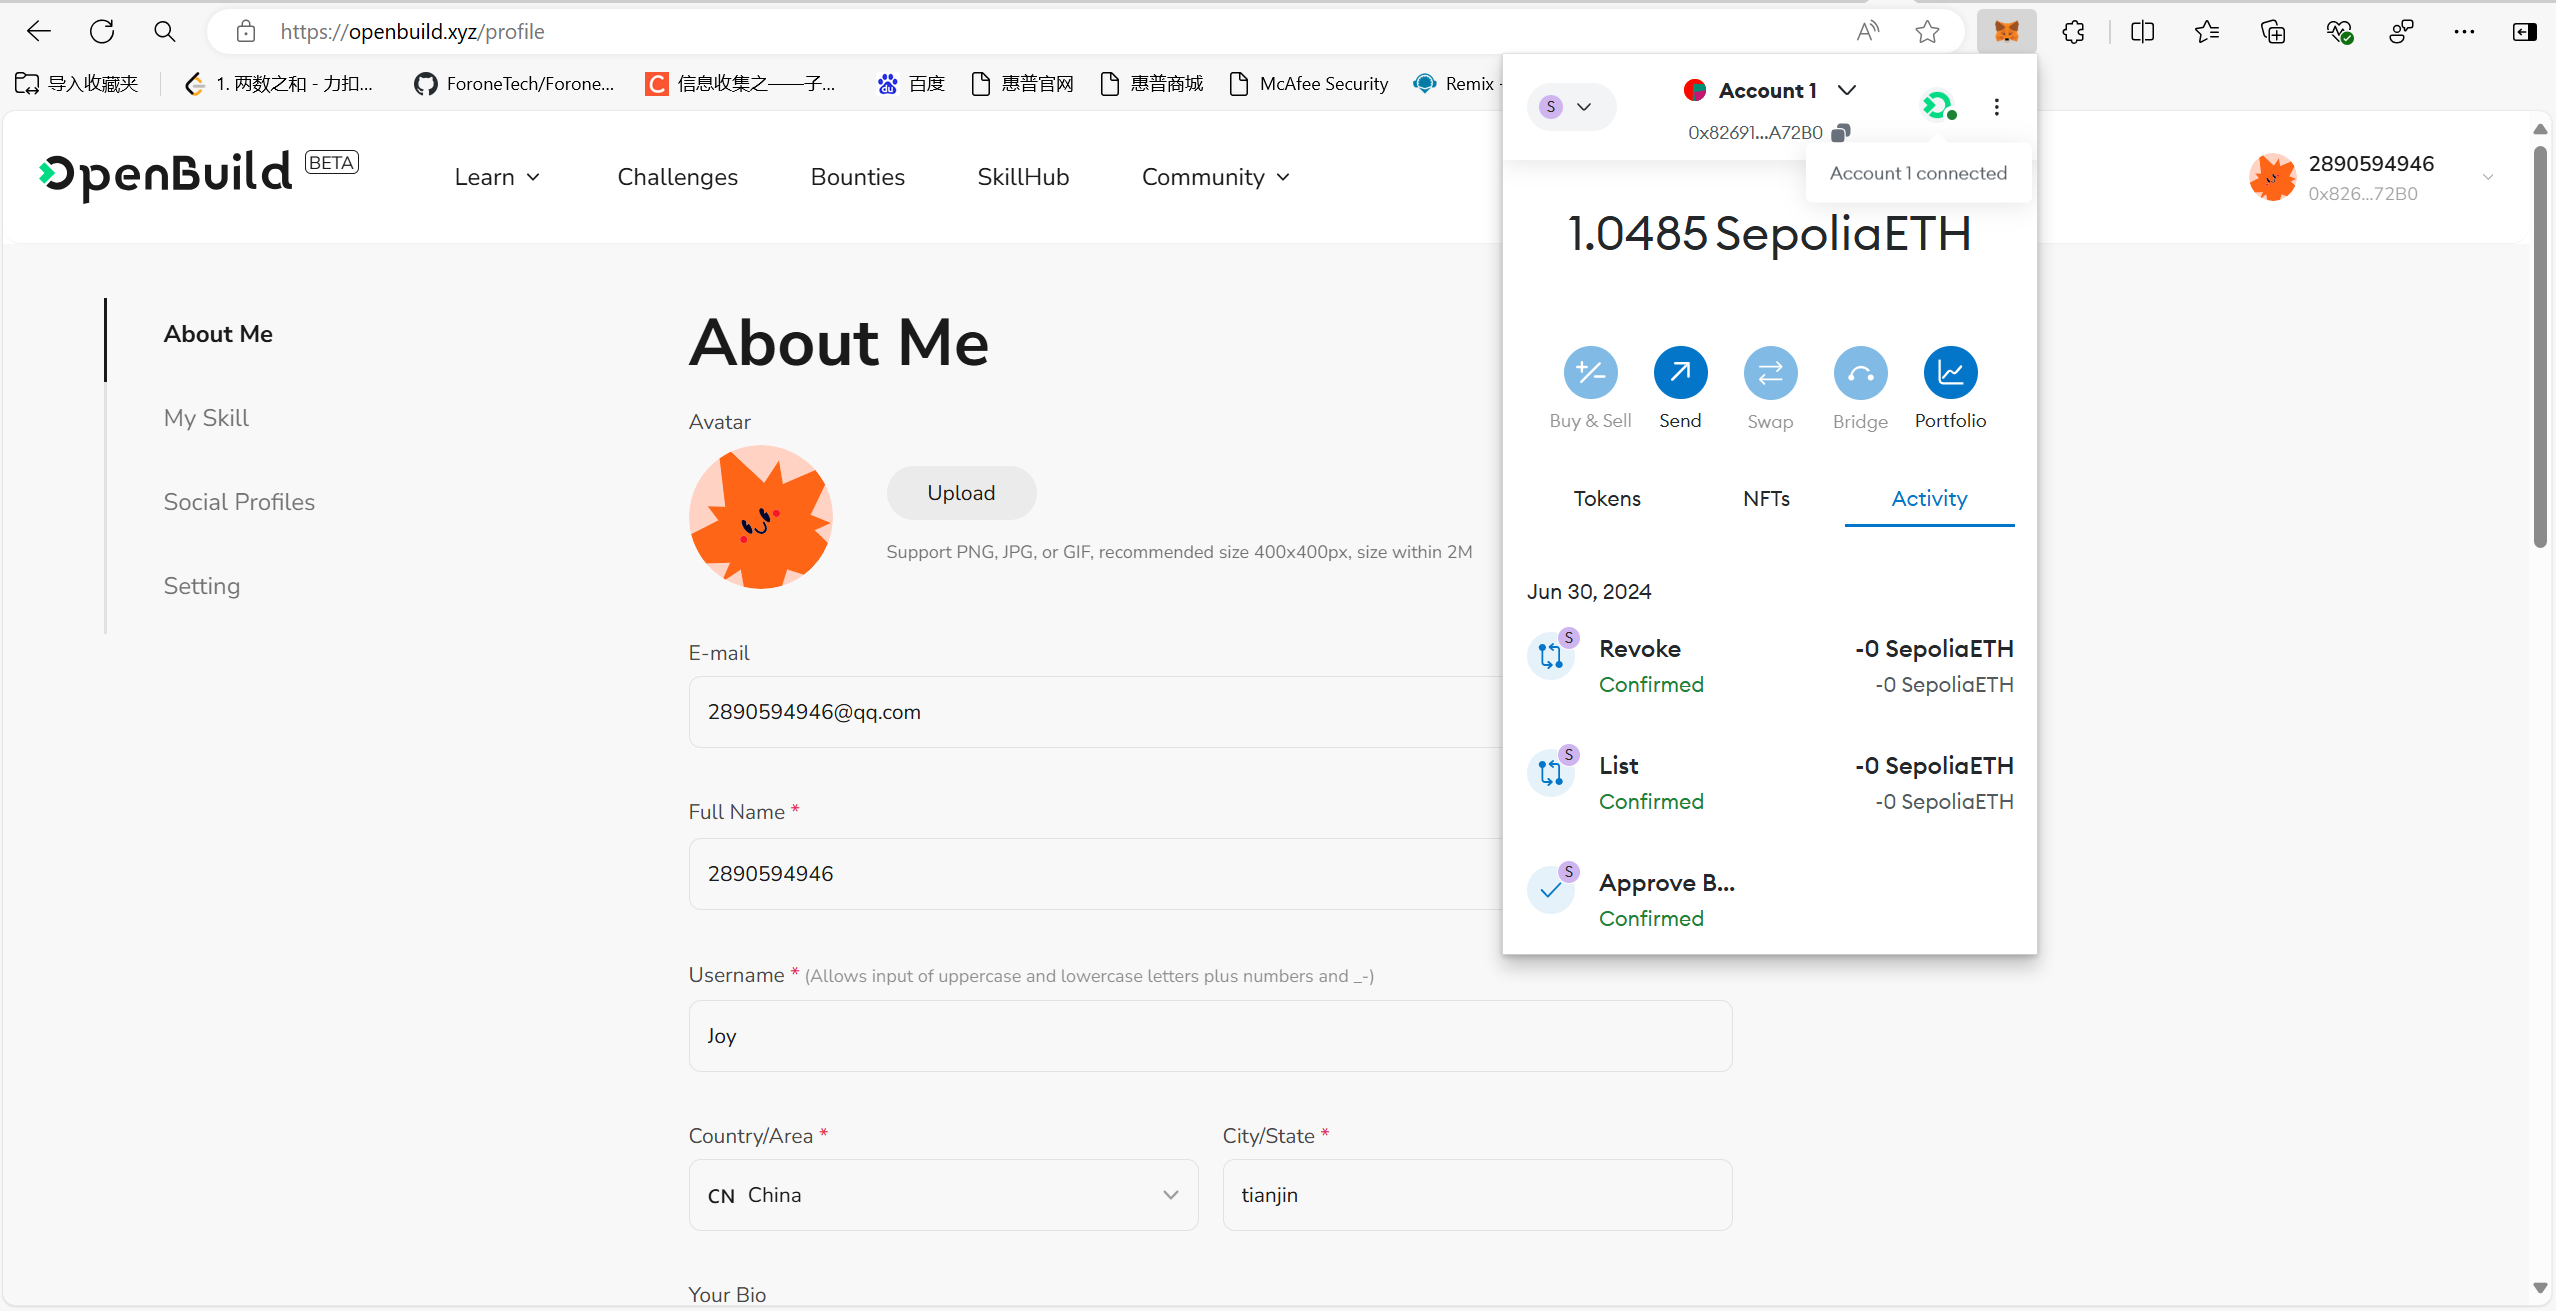 https://openbuild.xyz/profile
导入收藏夹
1. 两数之和 - 力扣...
ForoneTech/Forone...
信息收集之——子...
百度
惠普官网
惠普商城
McAfee Security
Remix -
OpenBuild BETA
Learn
Challenges
Bounties
SkillHub
Community
2890594946
0x826...72B0
S
Account 1
0x82691...A72B0
Account 1 connected
1.0485 SepoliaETH
Buy & Sell
Send
Swap
Bridge
Portfolio
Tokens
NFTs
Activity
Jun 30, 2024
S
Revoke
-0 SepoliaETH
Confirmed
-0 SepoliaETH
S
List
-0 SepoliaETH
Confirmed
-0 SepoliaETH
S
Approve B...
Confirmed
About Me
My Skill
Social Profiles
Setting
About Me
Avatar
Upload
Support PNG, JPG, or GIF, recommended size 400x400px, size within 2M
E-mail
2890594946@qq.com
Full Name *
2890594946
Username * (Allows input of uppercase and lowercase letters plus numbers and _-)
Joy
Country/Area *
CN China
City/State *
tianjin
Your Bio